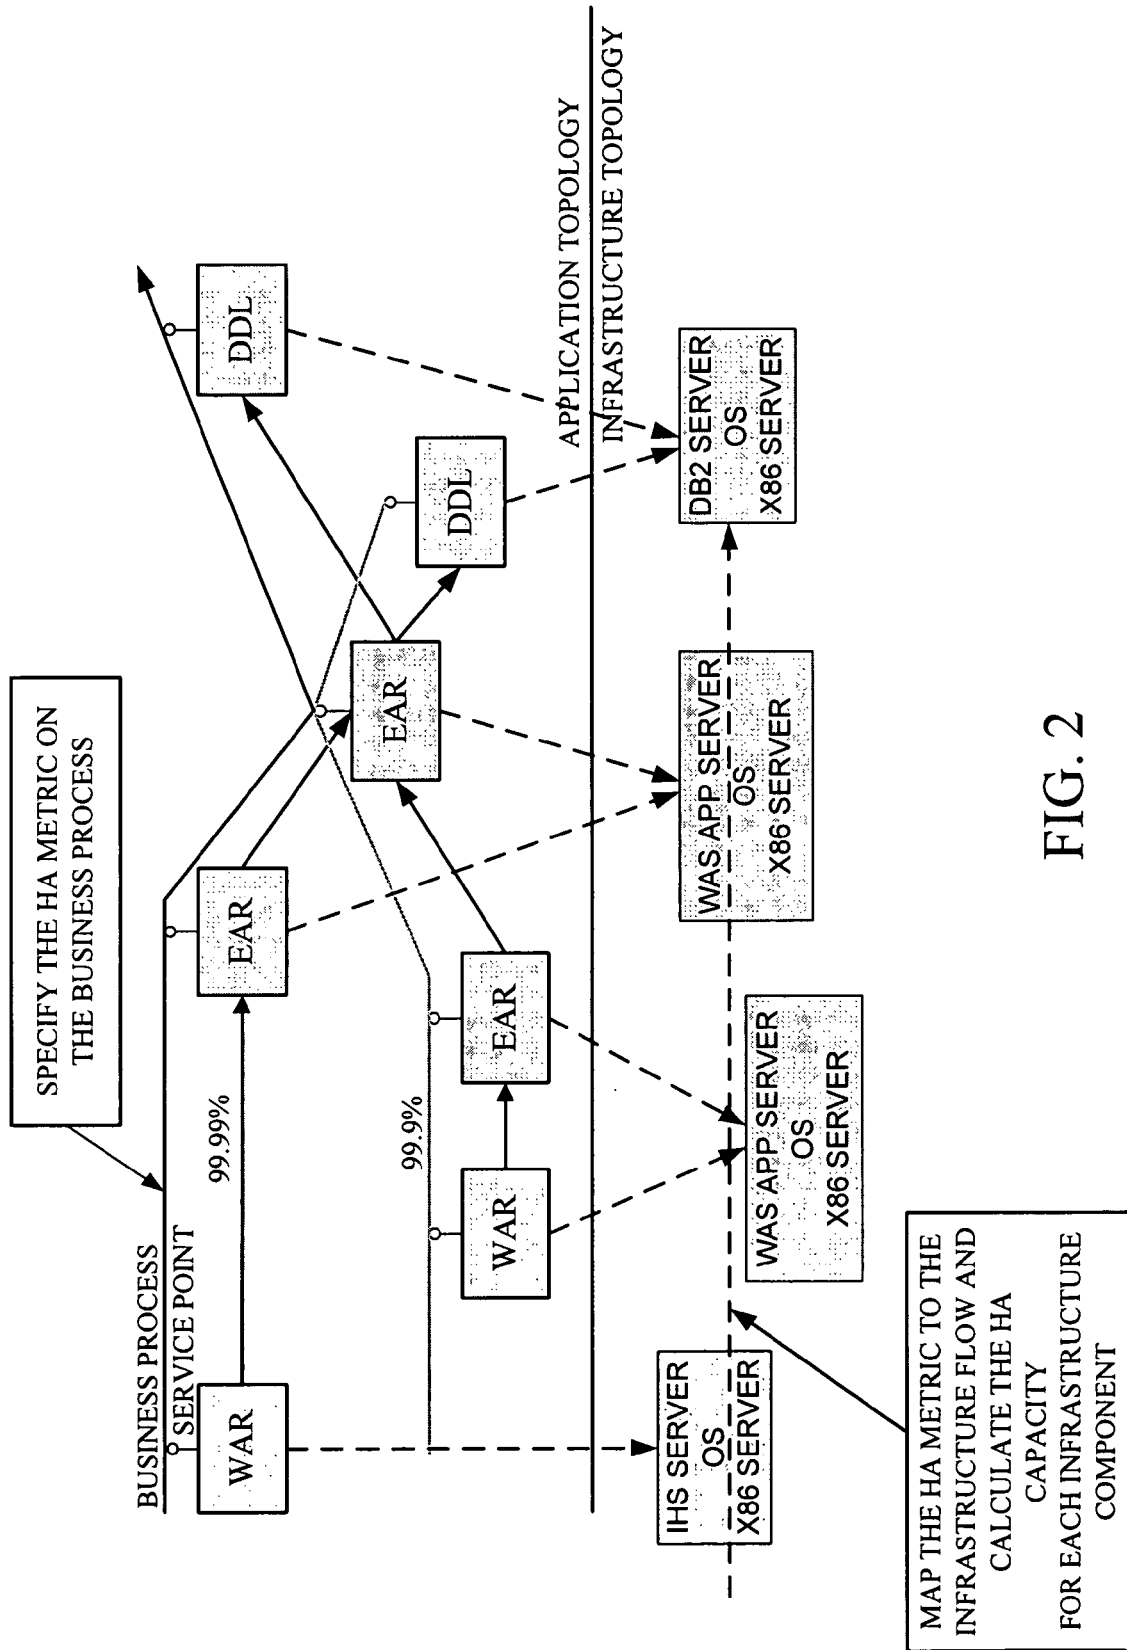 SPECIFY THE HA METRIC ON
THE BUSINESS PROCESS
BUSINESS PROCESS
SERVICE POINT
WAR
99.99%
EAR
DDL
99.9%
WAR
EAR
EAR
DDL
APPLICATION TOPOLOGY
INFRASTRUCTURE TOPOLOGY
IHS SERVER
OS
X86 SERVER
WAS APP SERVER
OS
X86 SERVER
WAS APP SERVER
OS
X86 SERVER
DB2 SERVER
OS
X86 SERVER
MAP THE HA METRIC TO THE
INFRASTRUCTURE FLOW AND
CALCULATE THE HA
CAPACITY
FOR EACH INFRASTRUCTURE
COMPONENT
FIG. 2